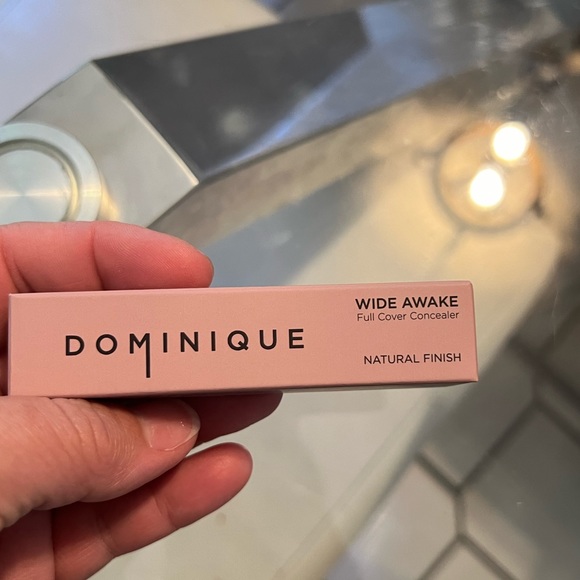 DOMINIQUE
WIDE AWAKE
Full Cover Concealer
NATURAL FINISH